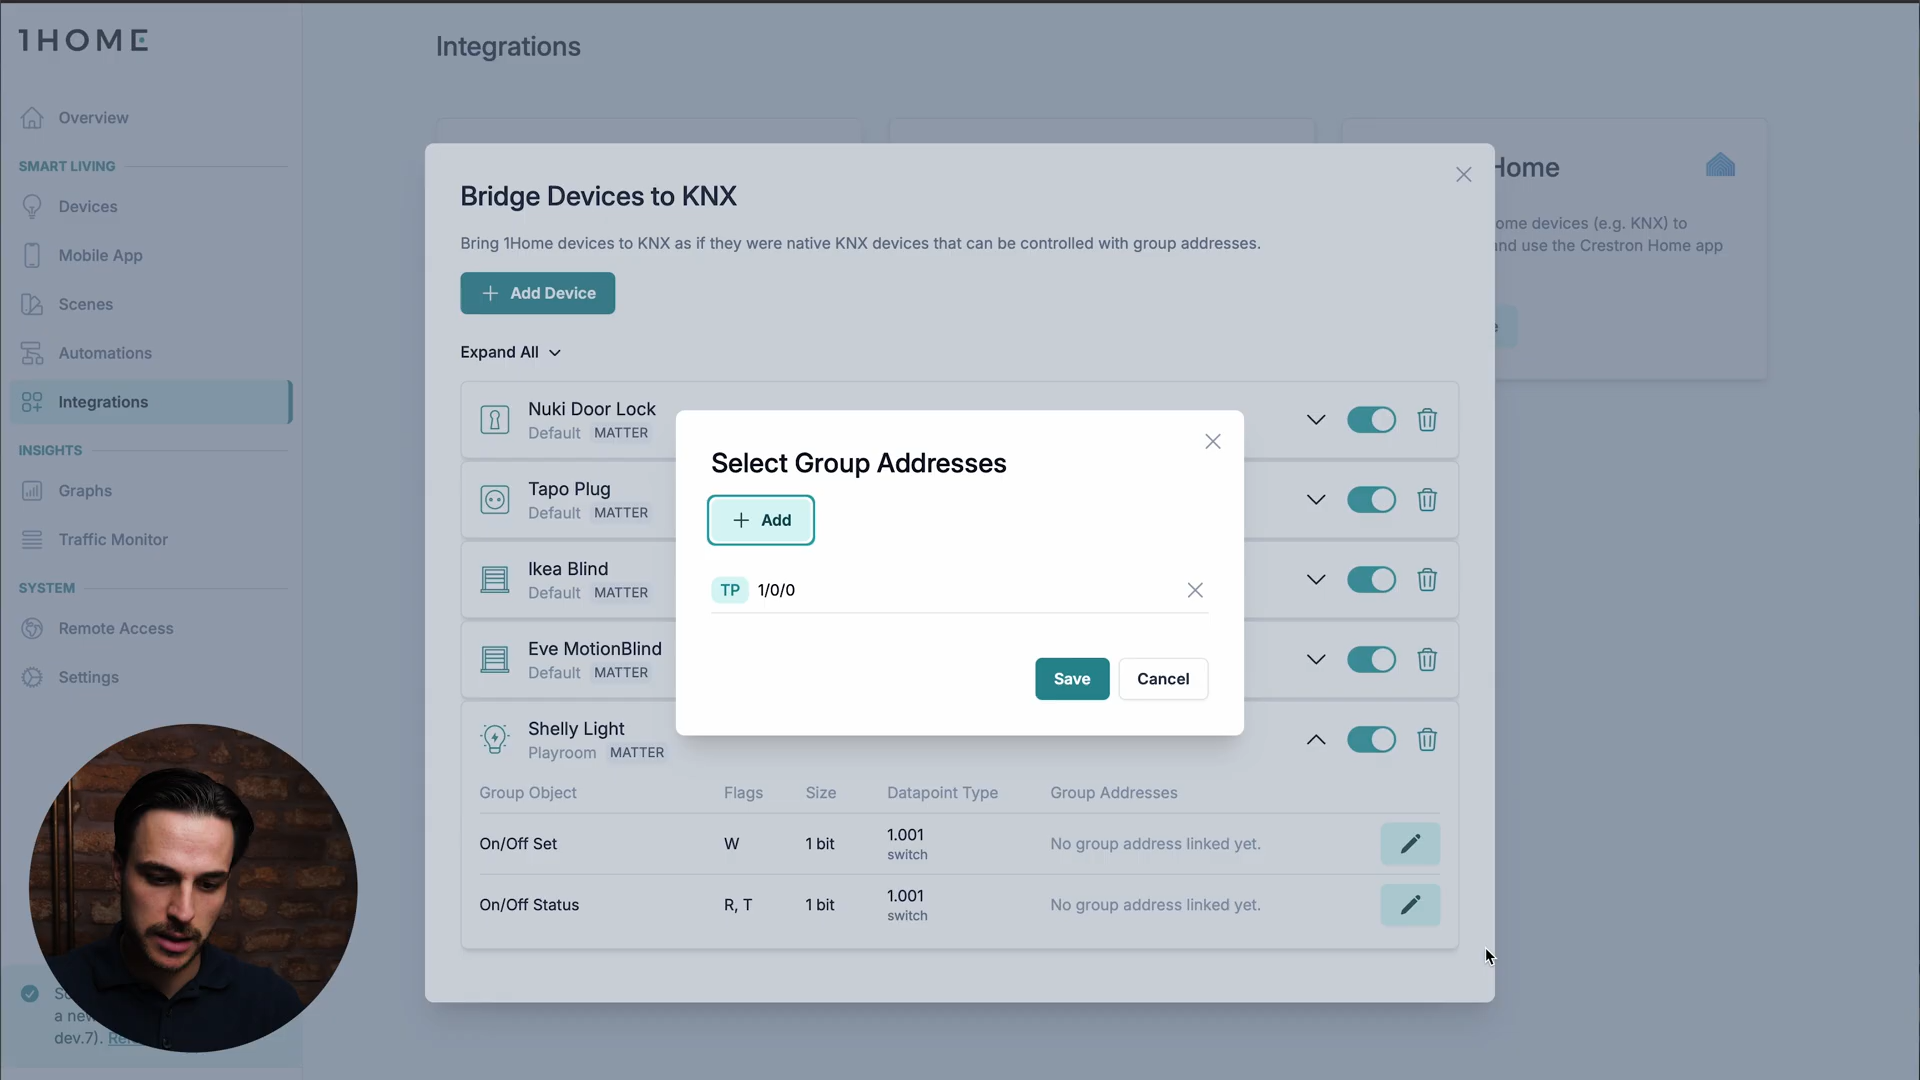 1HOME
Overview
SMART LIVING
Devices
Mobile App
Scenes
Automations
Integrations
INSIGHTS
Graphs
Traffic Monitor
SYSTEM
Remote Access
Settings
a new
dev.7).
Integrations
Home
ome devices (e.g. KNX) to
nd use the Crestron Home app
e
Bridge Devices to KNX
Bring 1Home devices to KNX as if they were native KNX devices that can be controlled with group addresses.
+ Add Device
Expand All
Nuki Door Lock
Default MATTER
Tapo Plug
Default MATTER
Ikea Blind
Default MATTER
Eve MotionBlind
Default MATTER
Shelly Light
Playroom MATTER
Group Object Flags Size Datapoint Type Group Addresses
On/Off Set W 1 bit 1.001 switch No group address linked yet.
On/Off Status R, T 1 bit 1.001 switch No group address linked yet.
Select Group Addresses
+ Add
TP 1/0/0
Save Cancel